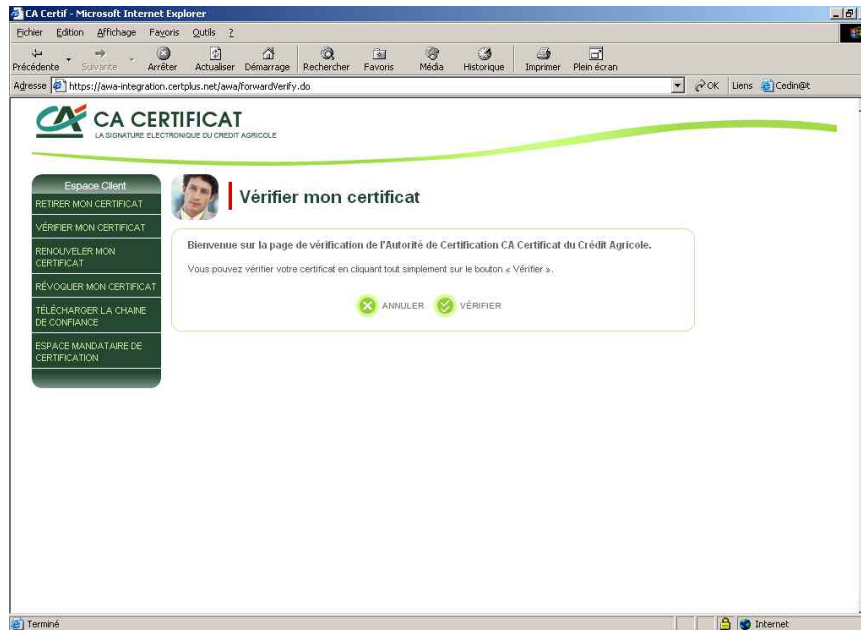 CA Certif - Microsoft Internet Explorer
Fichier Edition Affichage Favoris Outils ?
Précédente Suivante Arrêter Actualiser Démarrage Rechercher Favoris Média Historique Imprimer Plein écran
Adresse https://awa-integration.certplus.net/awa/forwardVerify.do OK Liens Cedin@t
CA CERTIFICAT
LA SIGNATURE ELECTRONIQUE DU CREDIT AGRICOLE
Espace Client
RETIRER MON CERTIFICAT
VÉRIFIER MON CERTIFICAT
RENOUVELER MON
CERTIFICAT
RÉVOQUER MON CERTIFICAT
TÉLÉCHARGER LA CHAINE
DE CONFIANCE
ESPACE MANDATAIRE DE
CERTIFICATION
Vérifier mon certificat
Bienvenue sur la page de vérification de l'Autorité de Certification CA Certificat du Crédit Agricole.
Vous pouvez vérifier votre certificat en cliquant tout simplement sur le bouton « Vérifier ».
ANNULER VÉRIFIER
Terminé Internet